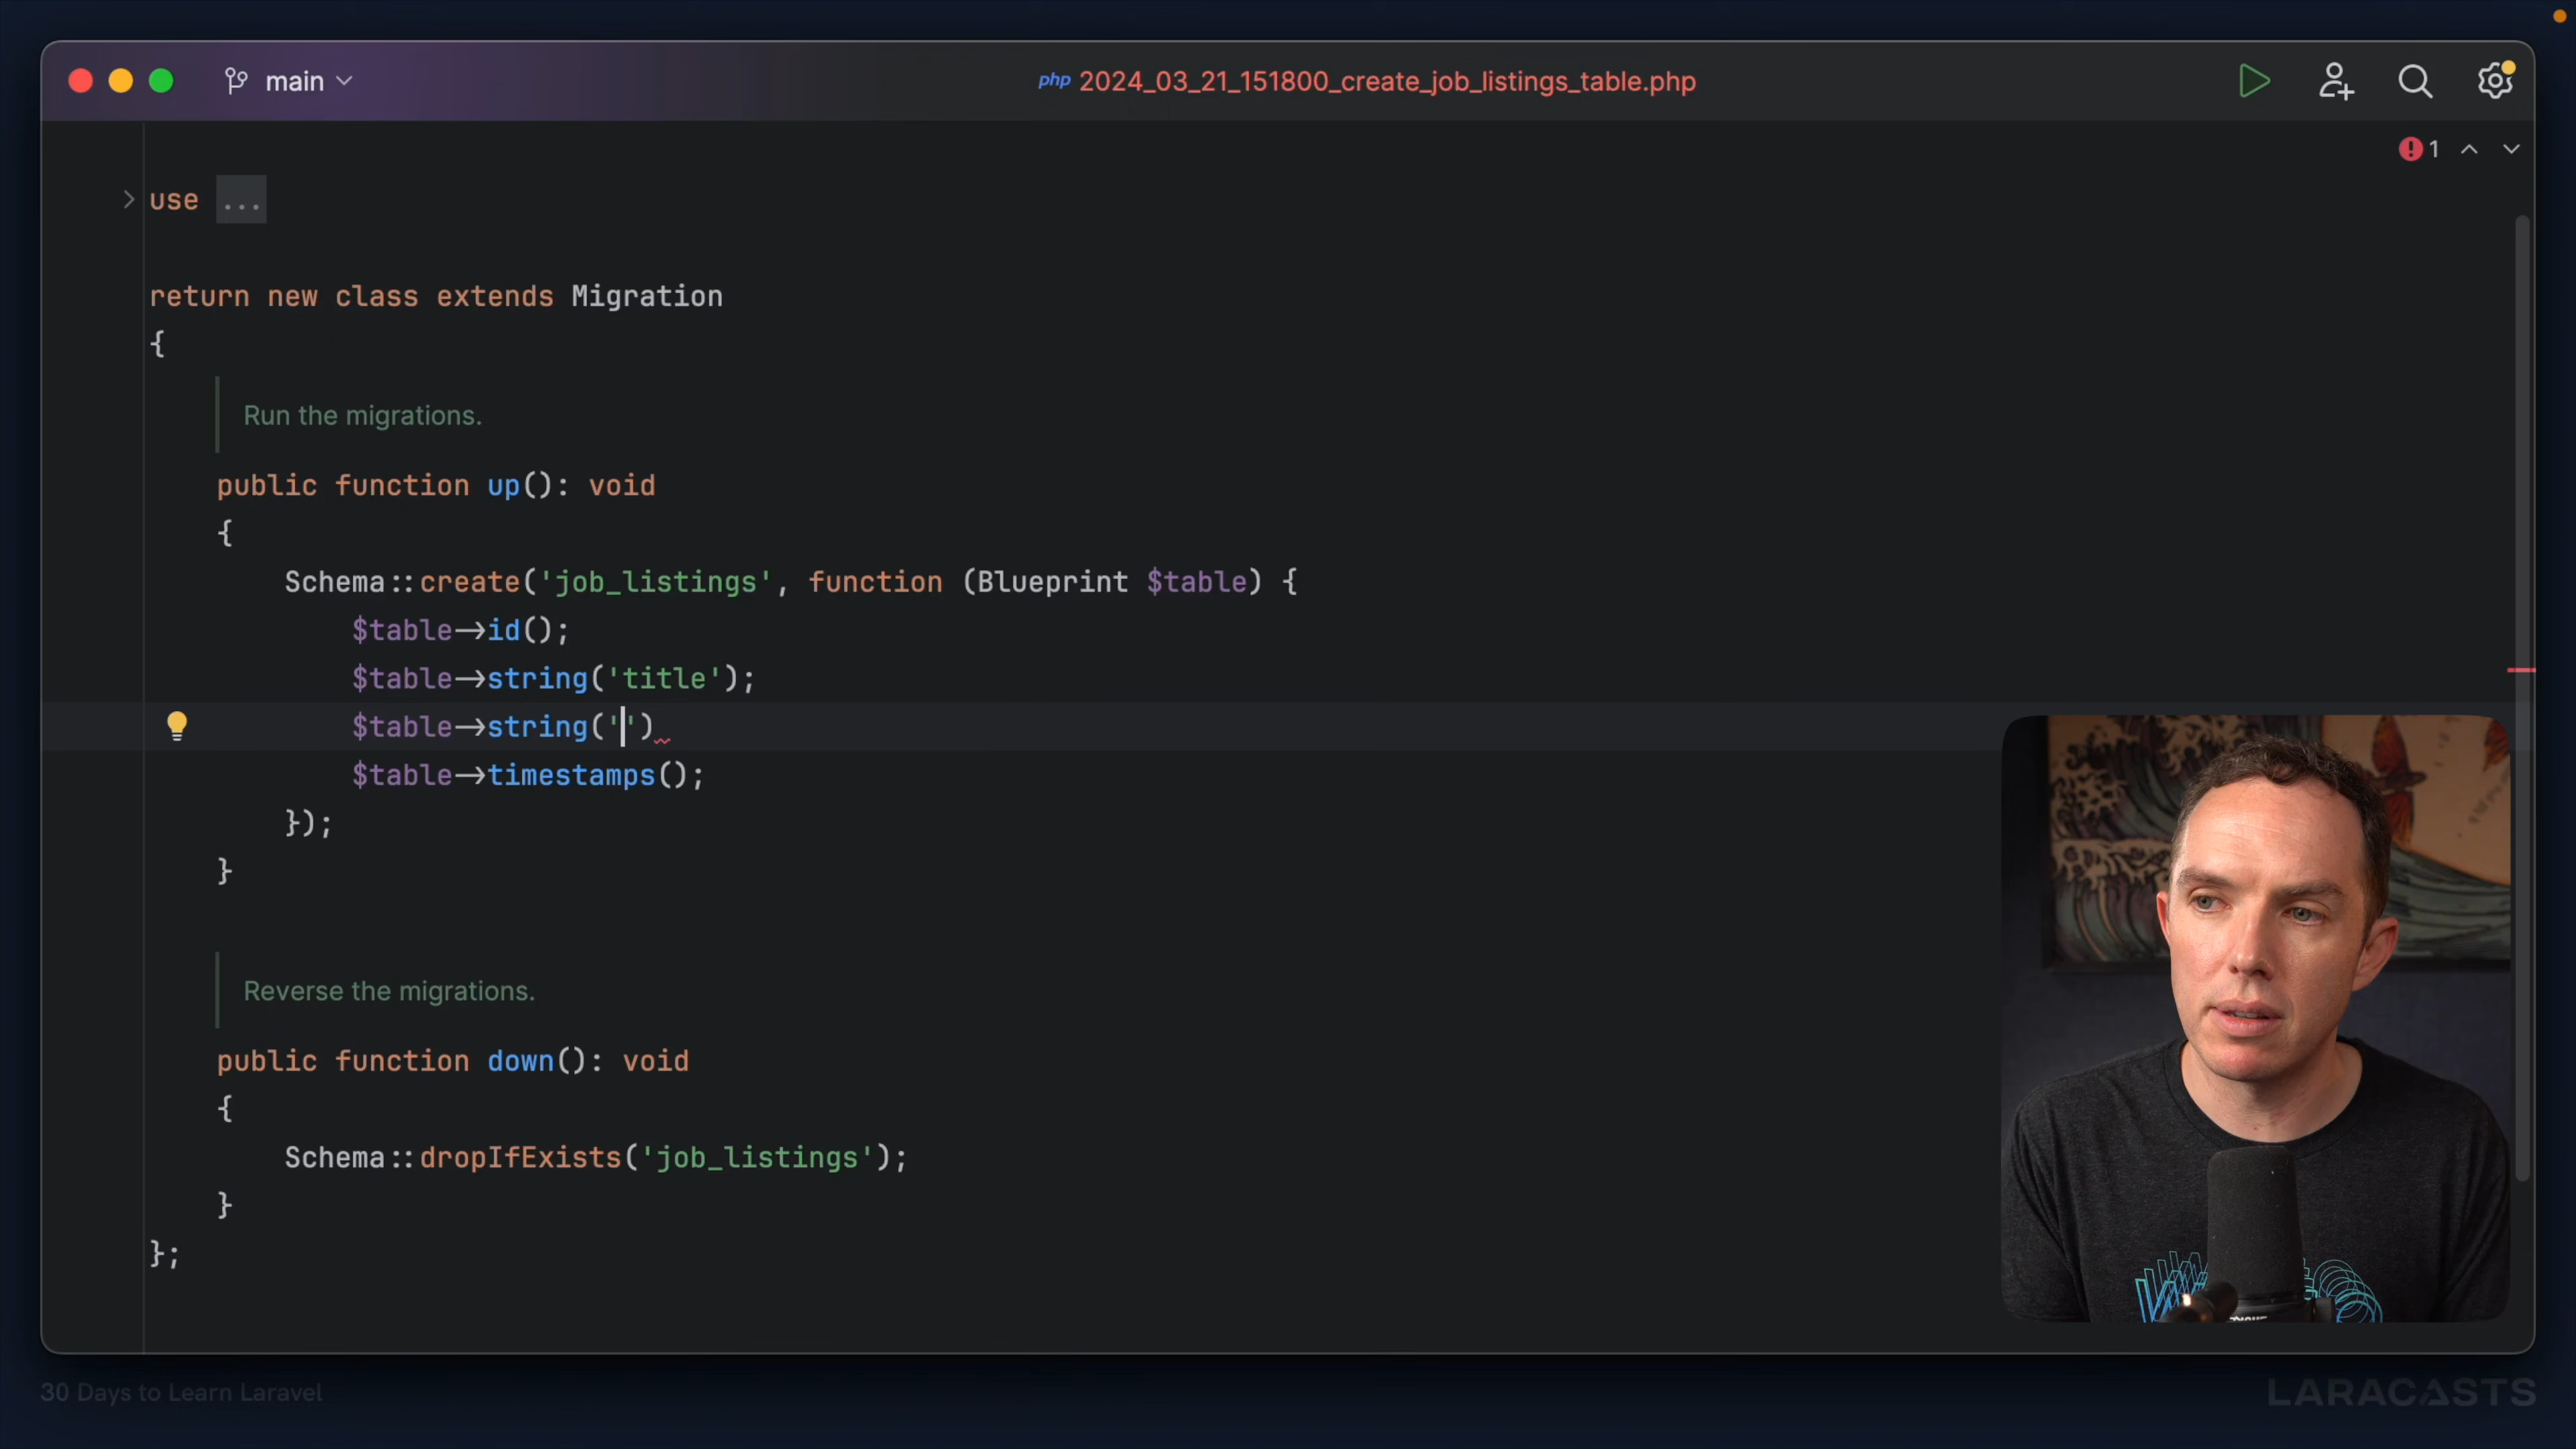 main
php 2024_03_21_151800_create_job_listings_table.php
1
use ...
return new class extends Migration
{
Run the migrations.
public function up(): void
{
Schema::create('job_listings', function (Blueprint $table) {
$table->id();
$table->string('title');
$table->string('')
$table->timestamps();
});
}
Reverse the migrations.
public function down(): void
{
Schema::dropIfExists('job_listings');
}
};
30 Days to Learn Laravel
LARACASTS